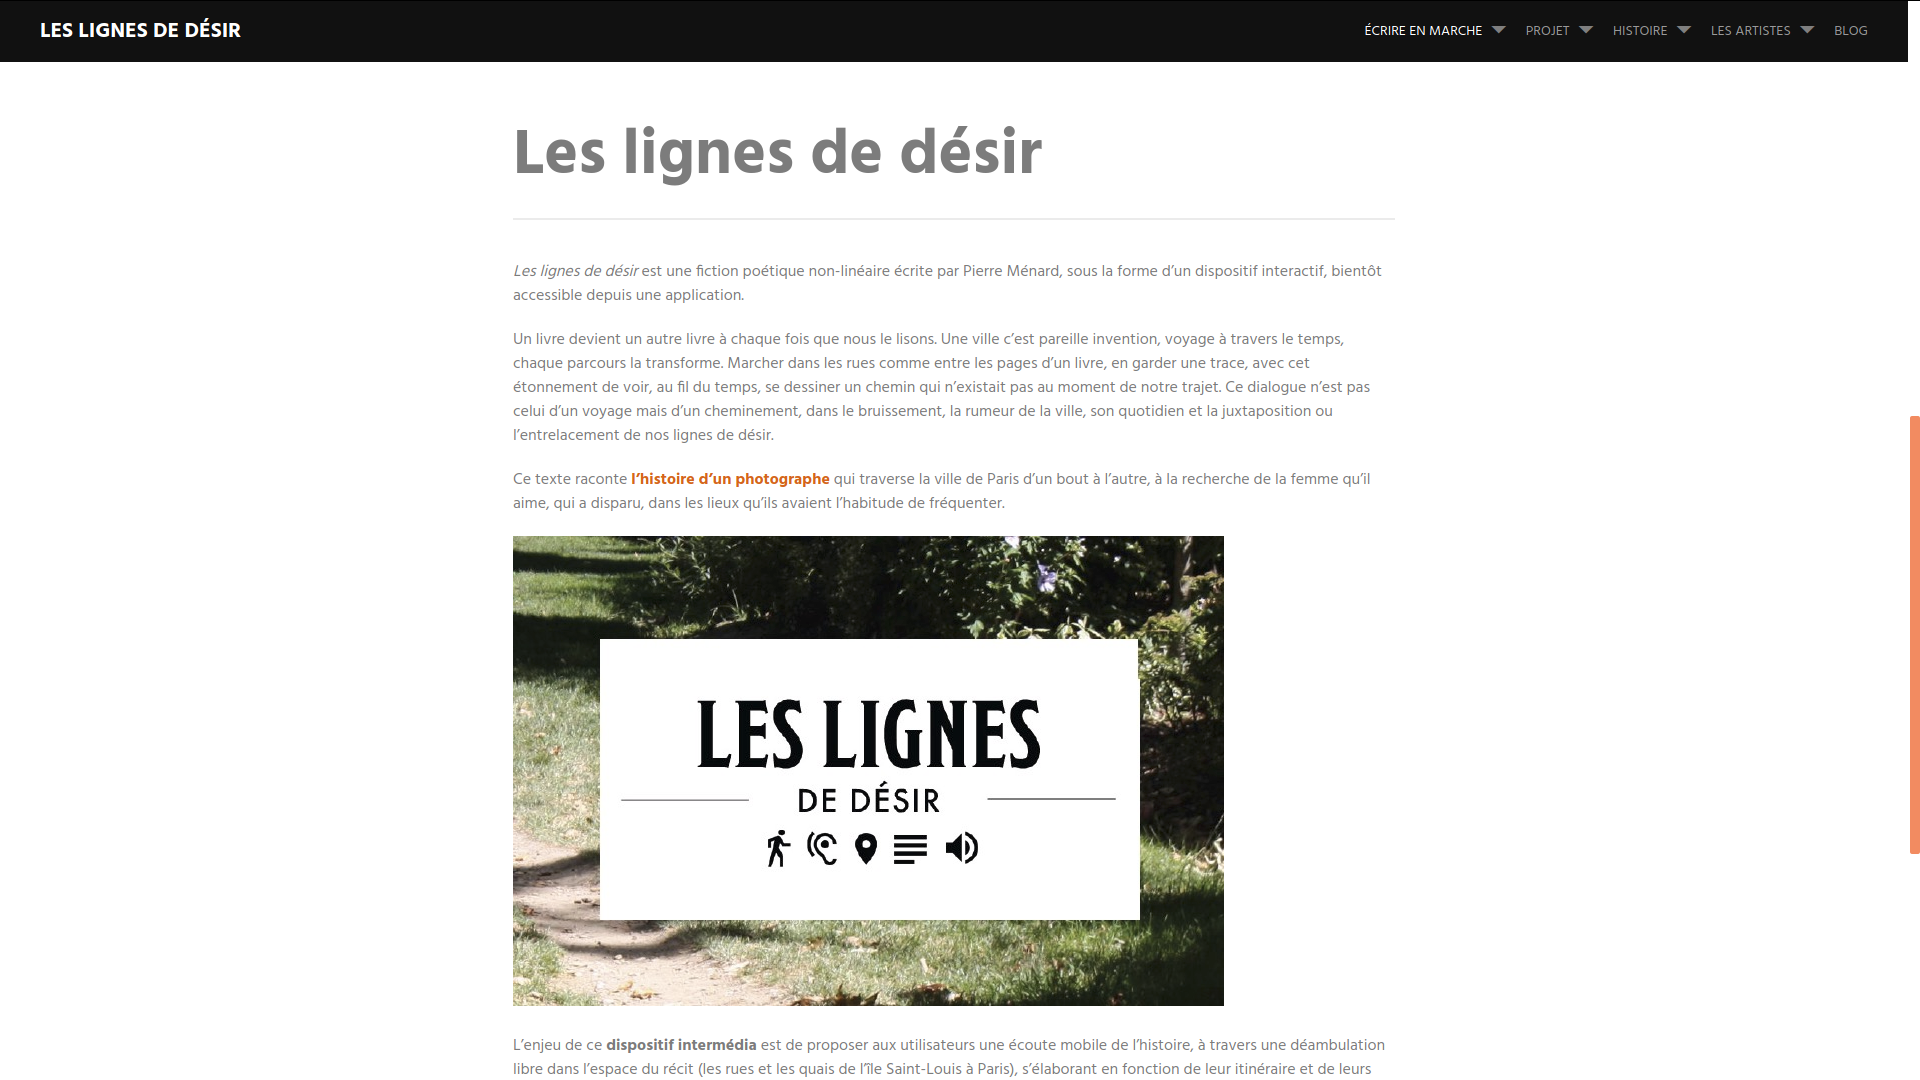 LES LIGNES DE DÉSIR
ÉCRIRE EN MARCHE PROJET HISTOIRE LES ARTISTES BLOG
Les lignes de désir
Les lignes de désir est une fiction poétique non-linéaire écrite par Pierre Ménard, sous la forme d’un dispositif interactif, bientôt
accessible depuis une application.
Un livre devient un autre livre à chaque fois que nous le lisons. Une ville c’est pareille invention, voyage à travers le temps,
chaque parcours la transforme. Marcher dans les rues comme entre les pages d’un livre, en garder une trace, avec cet
étonnement de voir, au fil du temps, se dessiner un chemin qui n’existait pas au moment de notre trajet. Ce dialogue n’est pas
celui d’un voyage mais d’un cheminement, dans le bruissement, la rumeur de la ville, son quotidien et la juxtaposition ou
l’entrelacement de nos lignes de désir.
Ce texte raconte l’histoire d’un photographe qui traverse la ville de Paris d’un bout à l’autre, à la recherche de la femme qu’il
aime, qui a disparu, dans les lieux qu’ils avaient l’habitude de fréquenter.
LES LIGNES
DE DÉSIR
L’enjeu de ce dispositif intermédia est de proposer aux utilisateurs une écoute mobile de l’histoire, à travers une déambulation
libre dans l’espace du récit (les rues et les quais de l’île Saint-Louis à Paris), s’élaborant en fonction de leur itinéraire et de leurs